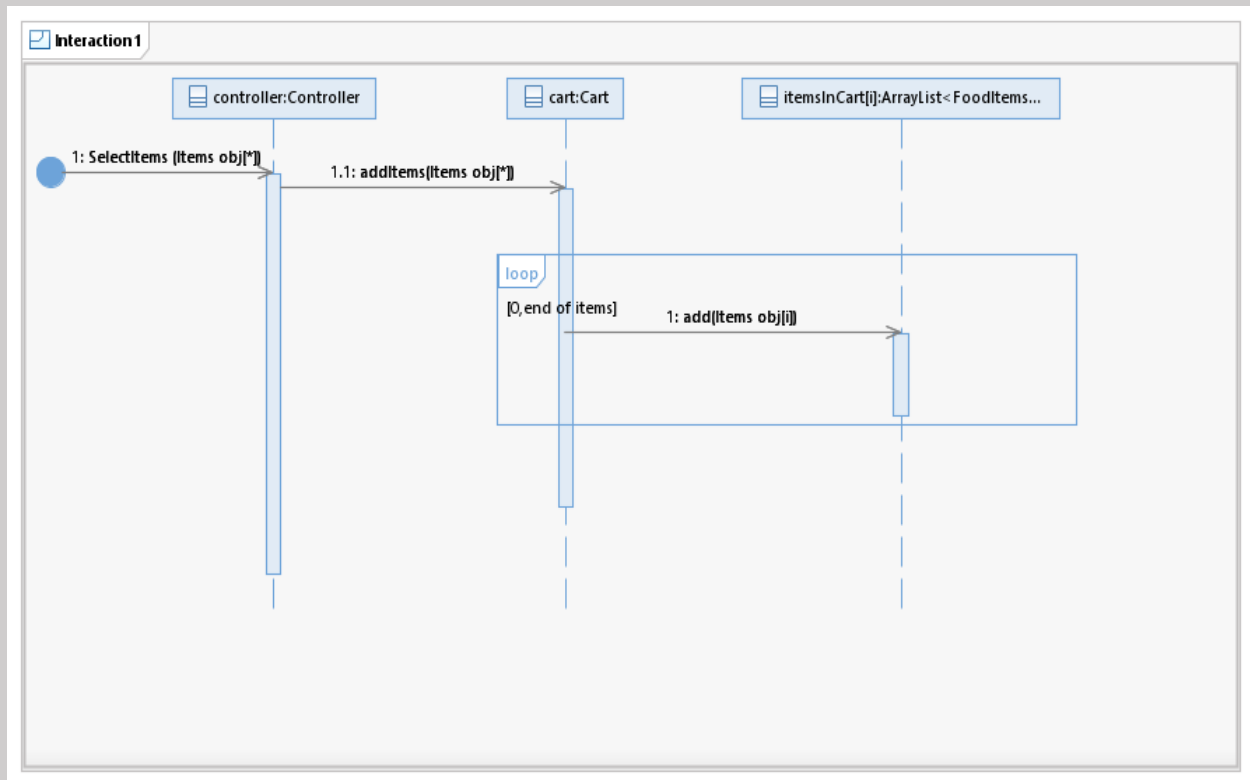 Interaction1
controller:Controller
cart:Cart
itemsInCart[i]:ArrayList<FoodItems...
1: SelectItems (Items obj[*])
1.1: addItems(Items obj[*])
loop
[0,end of items]
1: add(Items obj[i])